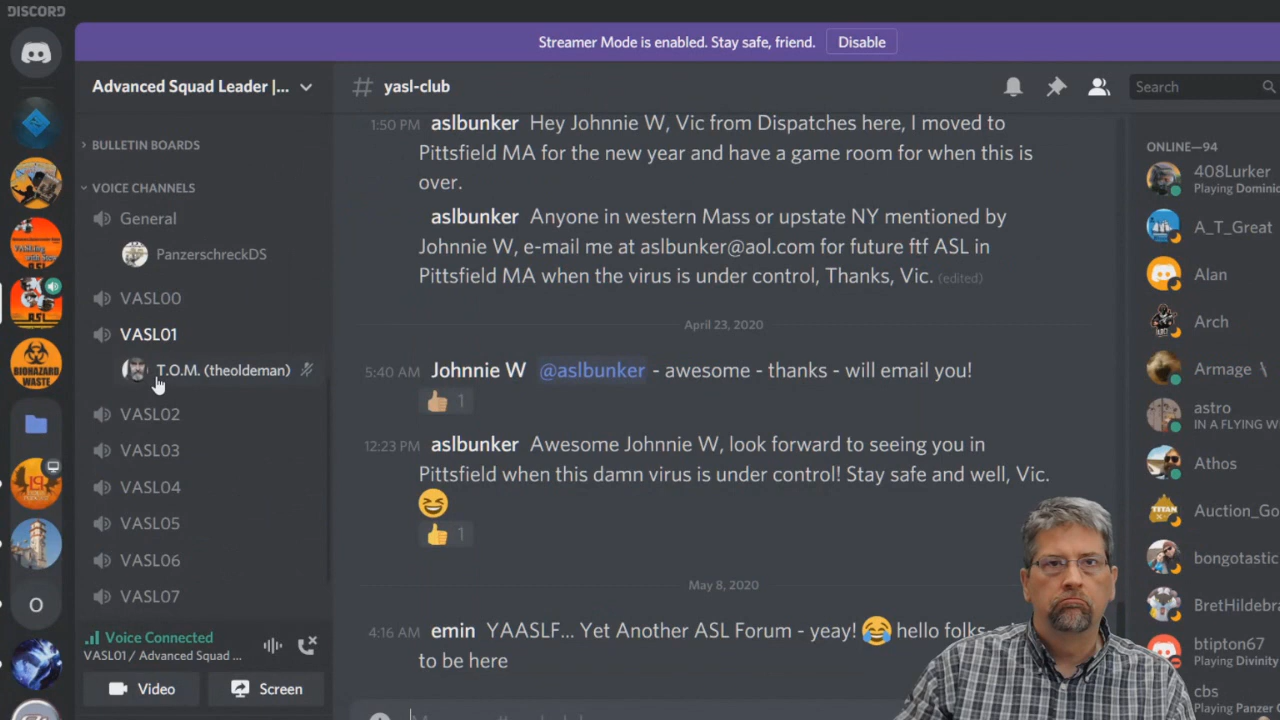 DISCORD
Streamer Mode is enabled. Stay safe, friend. Disable
Advanced Squad Leader |...
BULLETIN BOARDS
VOICE CHANNELS
General
PanzerschreckDS
VASL00
VASL01
T.O.M. (theoldeman)
VASL02
VASL03
VASL04
VASL05
VASL06
VASL07
Voice Connected
VASL01 / Advanced Squad ...
Video
Screen
# yasl-club
Search
1:50 PM aslbunker Hey Johnnie W, Vic from Dispatches here, I moved to
Pittsfield MA for the new year and have a game room for when this is
over.
aslbunker Anyone in western Mass or upstate NY mentioned by
Johnnie W, e-mail me at aslbunker@aol.com for future ftf ASL in
Pittsfield MA when the virus is under control, Thanks, Vic. (edited)
April 23, 2020
5:40 AM Johnnie W @aslbunker - awesome - thanks - will email you!
👍 1
12:23 PM aslbunker Awesome Johnnie W, look forward to seeing you in
Pittsfield when this damn virus is under control! Stay safe and well, Vic.
😆
👍 1
May 8, 2020
4:16 AM emin YAASLF... Yet Another ASL Forum - yeay! 😂 hello folks -
to be here
ONLINE—94
408Lurker
Playing Dominic
A_T_Great
Alan
Arch
Armage \
astro
IN A FLYING W
Athos
Auction_Go
bongotastic
BretHildebr
btipton67
Playing Divinity
cbs
Playing Panzer C
O